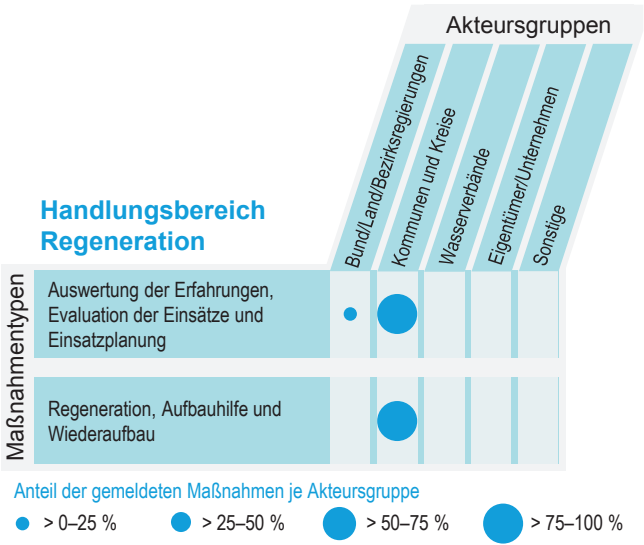 Akteursgruppen
Bund/Land/Bezirksregierungen
Kommunen und Kreise
Wasserverbände
Eigentümer/Unternehmen
Sonstige
Handlungsbereich
Regeneration
Maßnahmentypen
Auswertung der Erfahrungen,
Evaluation der Einsätze und
Einsatzplanung
Regeneration, Aufbauhilfe und
Wiederaufbau
Anteil der gemeldeten Maßnahmen je Akteursgruppe
> 0–25 %
> 25–50 %
> 50–75 %
> 75–100 %